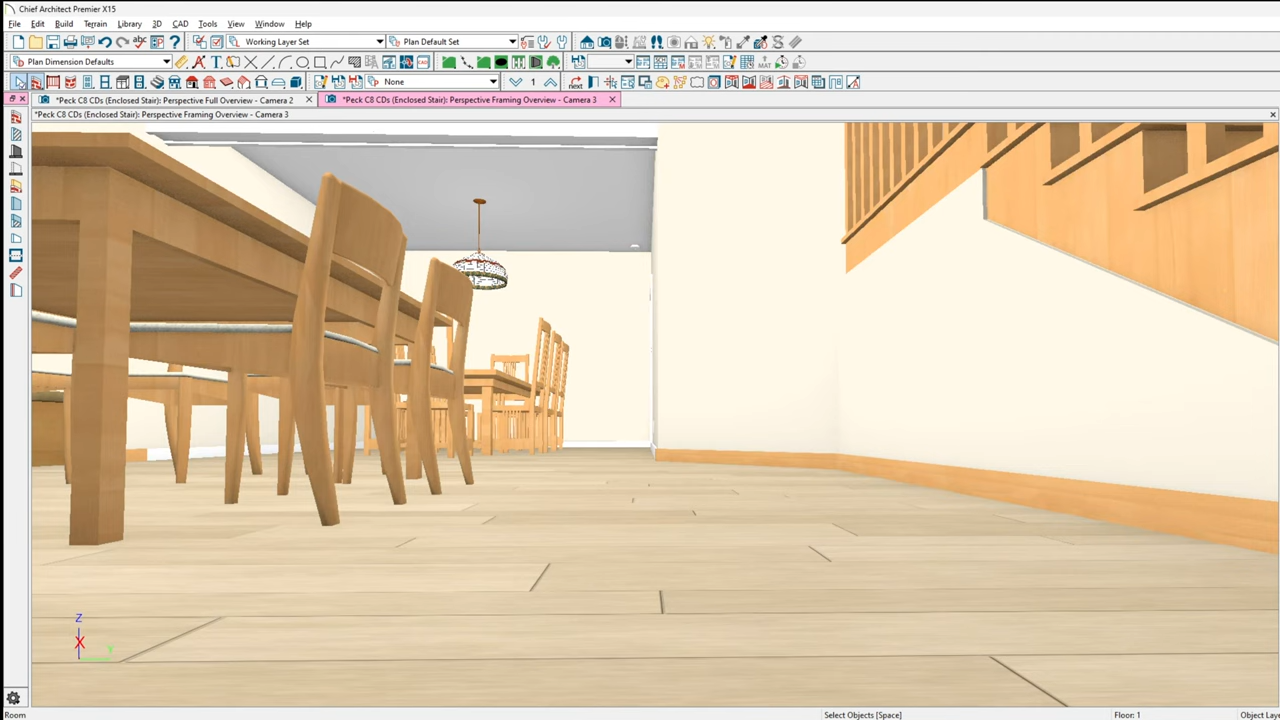 Chief Architect Premier X15
File Edit Build Terrain Library 3D CAD Tools View Window Help
abc ? Working Layer Set Plan Default Set
Plan Dimension Defaults T A MAT
None 1 next
*Peck C8 CDs (Enclosed Stair): Perspective Full Overview - Camera 2 *Peck C8 CDs (Enclosed Stair): Perspective Framing Overview - Camera 3
*Peck C8 CDs (Enclosed Stair): Perspective Framing Overview - Camera 3
Z
X Y
Room Select Objects [Space] Floor: 1 Object Lay